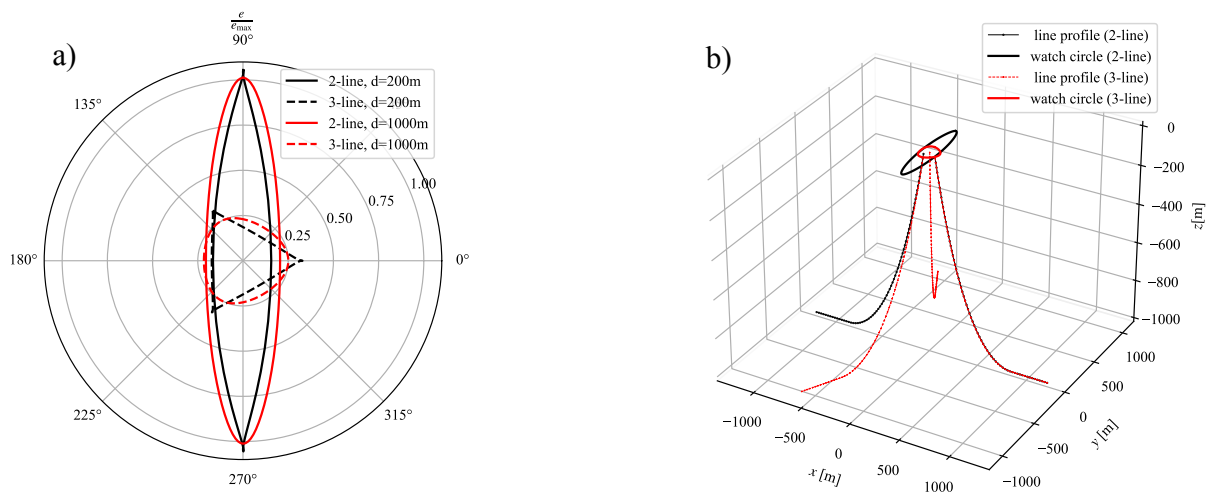 a)
e
e_max
90°
135°
180°
225°
270°
315°
0°
0.25
0.50
0.75
1.00
2-line, d=200m
3-line, d=200m
2-line, d=1000m
3-line, d=1000m
b)
line profile (2-line)
watch circle (2-line)
line profile (3-line)
watch circle (3-line)
0
−200
−400
−600
−800
−1000
z[m]
1000
500
0
−500
−1000
y [m]
−1000
−500
0
500
1000
x [m]